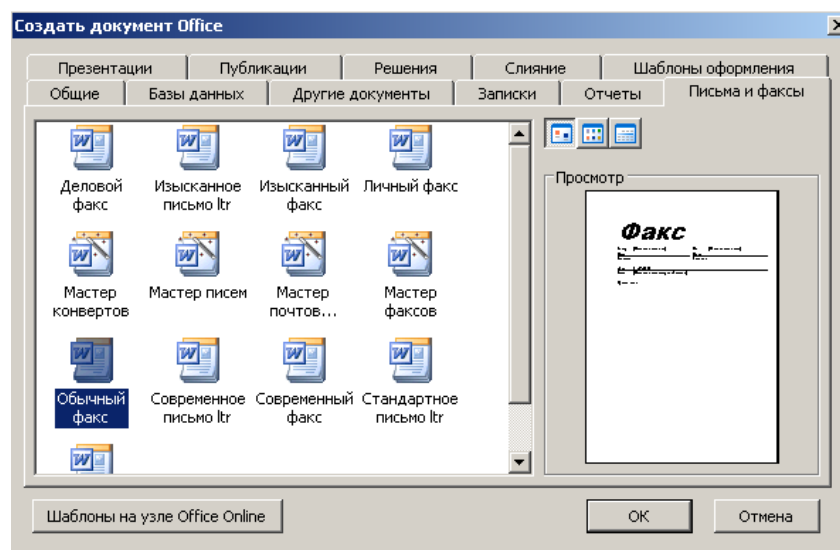 Создать документ Office
Презентации Публикации Решения Слияние Шаблоны оформления
Общие Базы данных Другие документы Записки Отчеты Письма и факсы
Деловой
факс
Изысканное
письмо ltr
Изысканный
факс
Личный факс
Мастер
конвертов
Мастер писем
Мастер
почтов...
Мастер
факсов
Обычный
факс
Современное
письмо ltr
Современный
факс
Стандартное
письмо ltr
Просмотр
Факс
Шаблоны на узле Office Online
ОК
Отмена